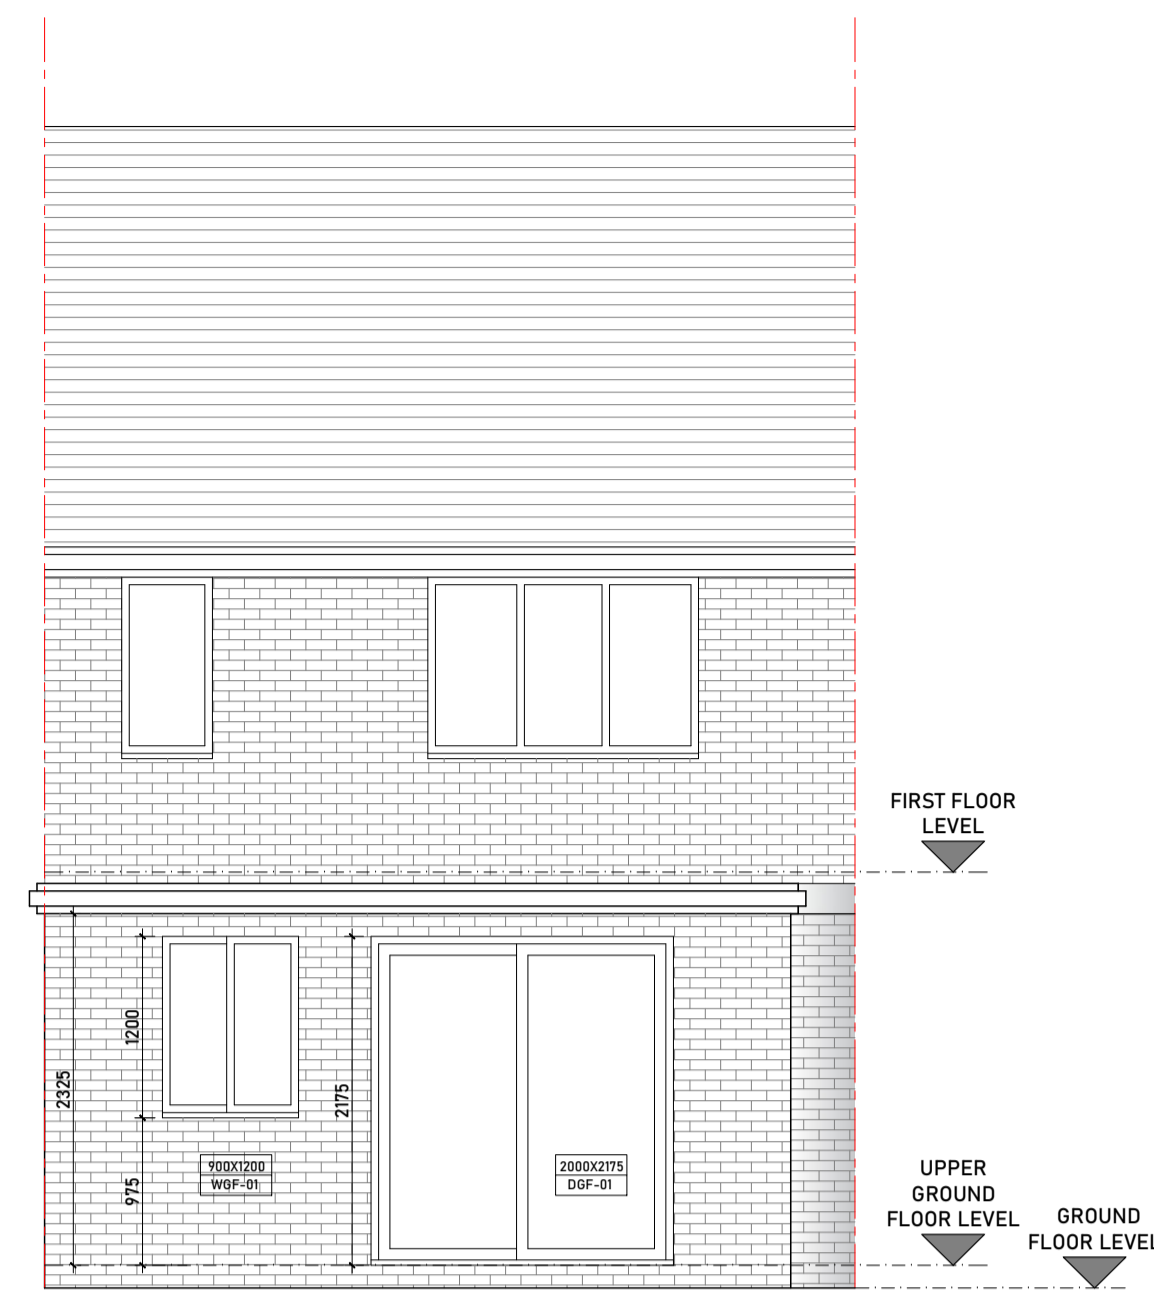 FIRST FLOOR
LEVEL
1200
2325
2175
975
900X1200
WGF-01
2000X2175
DGF-01
UPPER
GROUND
FLOOR LEVEL
GROUND
FLOOR LEVEL